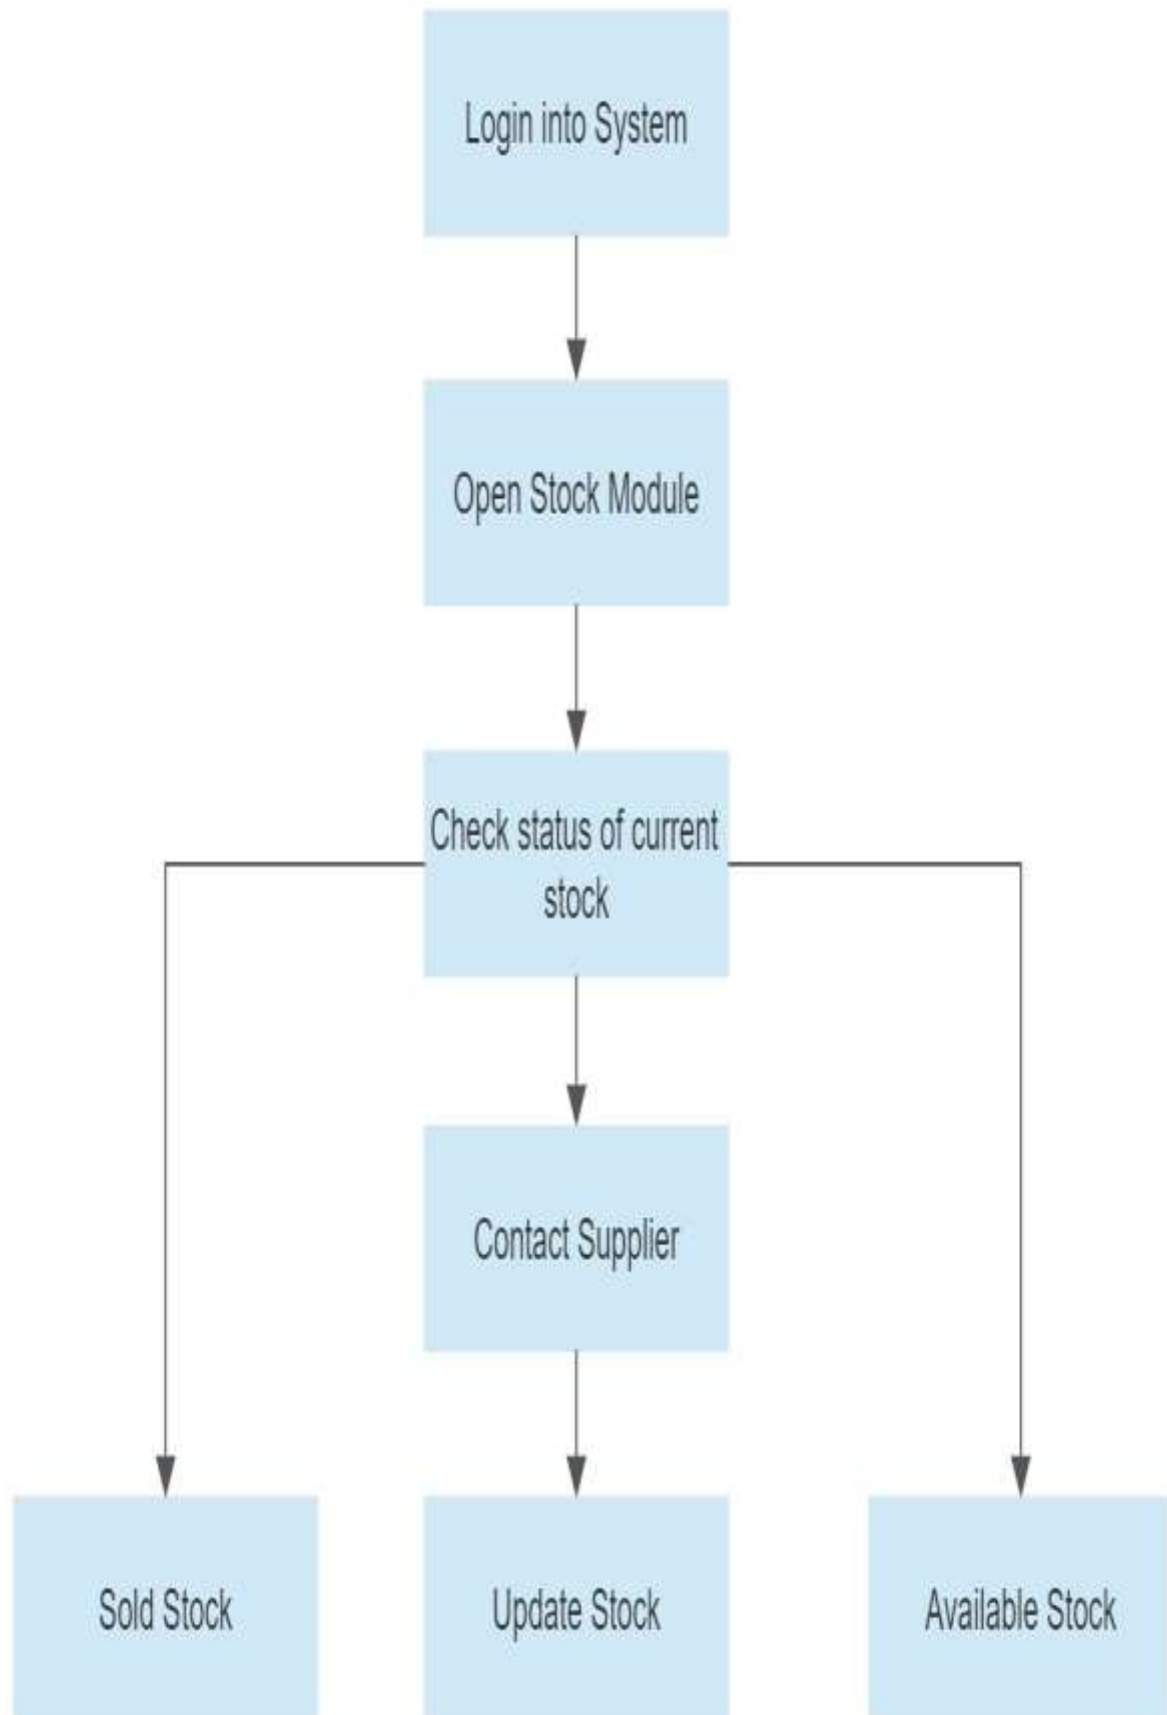 Login into System
Open Stock Module
Check status of current
stock
Contact Supplier
Sold Stock
Update Stock
Available Stock